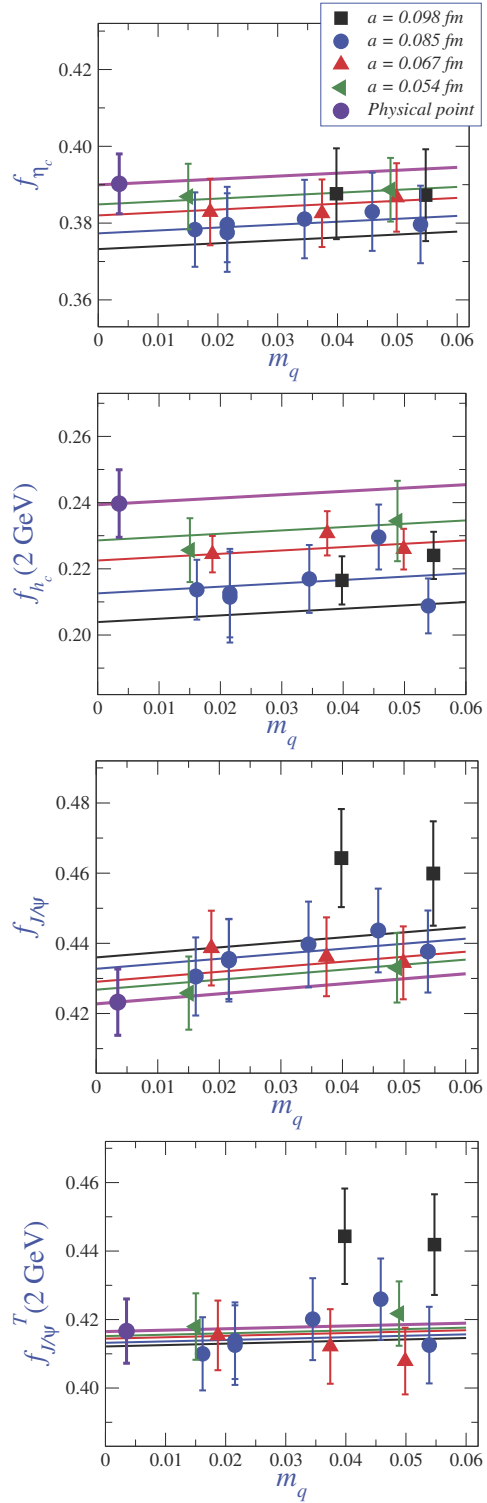 a = 0.098 fm
a = 0.085 fm
a = 0.067 fm
a = 0.054 fm
Physical point
0.42
0.40
0.38
0.36
f_{η_c}
0 0.01 0.02 0.03 0.04 0.05 0.06
m_q
0.26
0.24
0.22
0.20
f_{h_c}(2 GeV)
0 0.01 0.02 0.03 0.04 0.05 0.06
m_q
0.48
0.46
0.44
0.42
f_{J/Ψ}
0 0.01 0.02 0.03 0.04 0.05 0.06
m_q
0.46
0.44
0.42
0.40
f_{J/Ψ}^T(2 GeV)
0 0.01 0.02 0.03 0.04 0.05 0.06
m_q